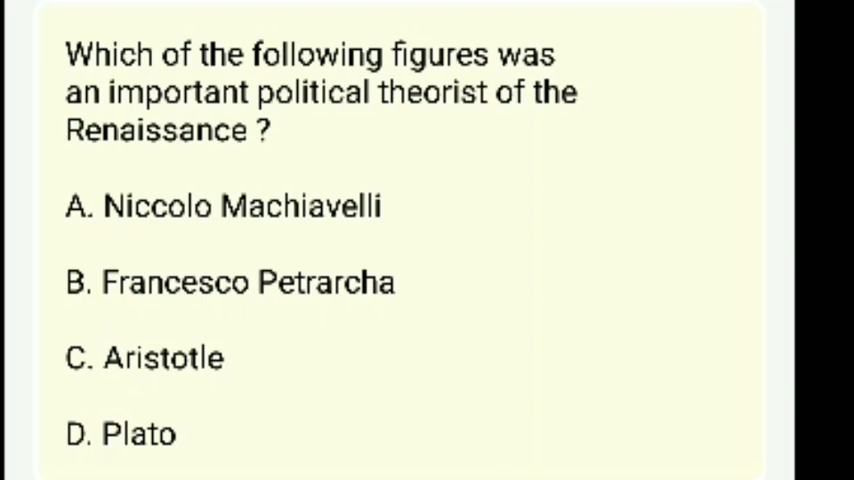 Which of the following figures was
an important political theorist of the
Renaissance ?
A. Niccolo Machiavelli
B. Francesco Petrarcha
C. Aristotle
D. Plato